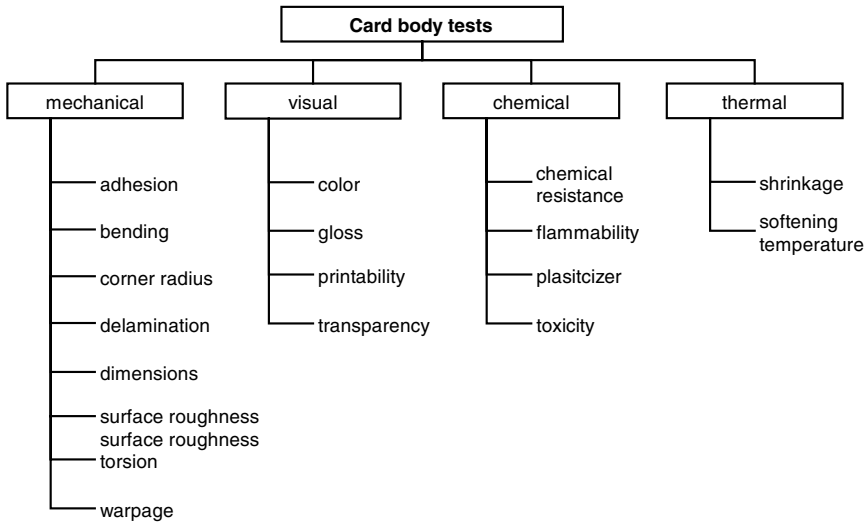 Card body tests
mechanical
visual
chemical
thermal
adhesion
bending
corner radius
delamination
dimensions
surface roughness
surface roughness
torsion
warpage
color
gloss
printability
transparency
chemical
resistance
flammability
plasitcizer
toxicity
shrinkage
softening
temperature